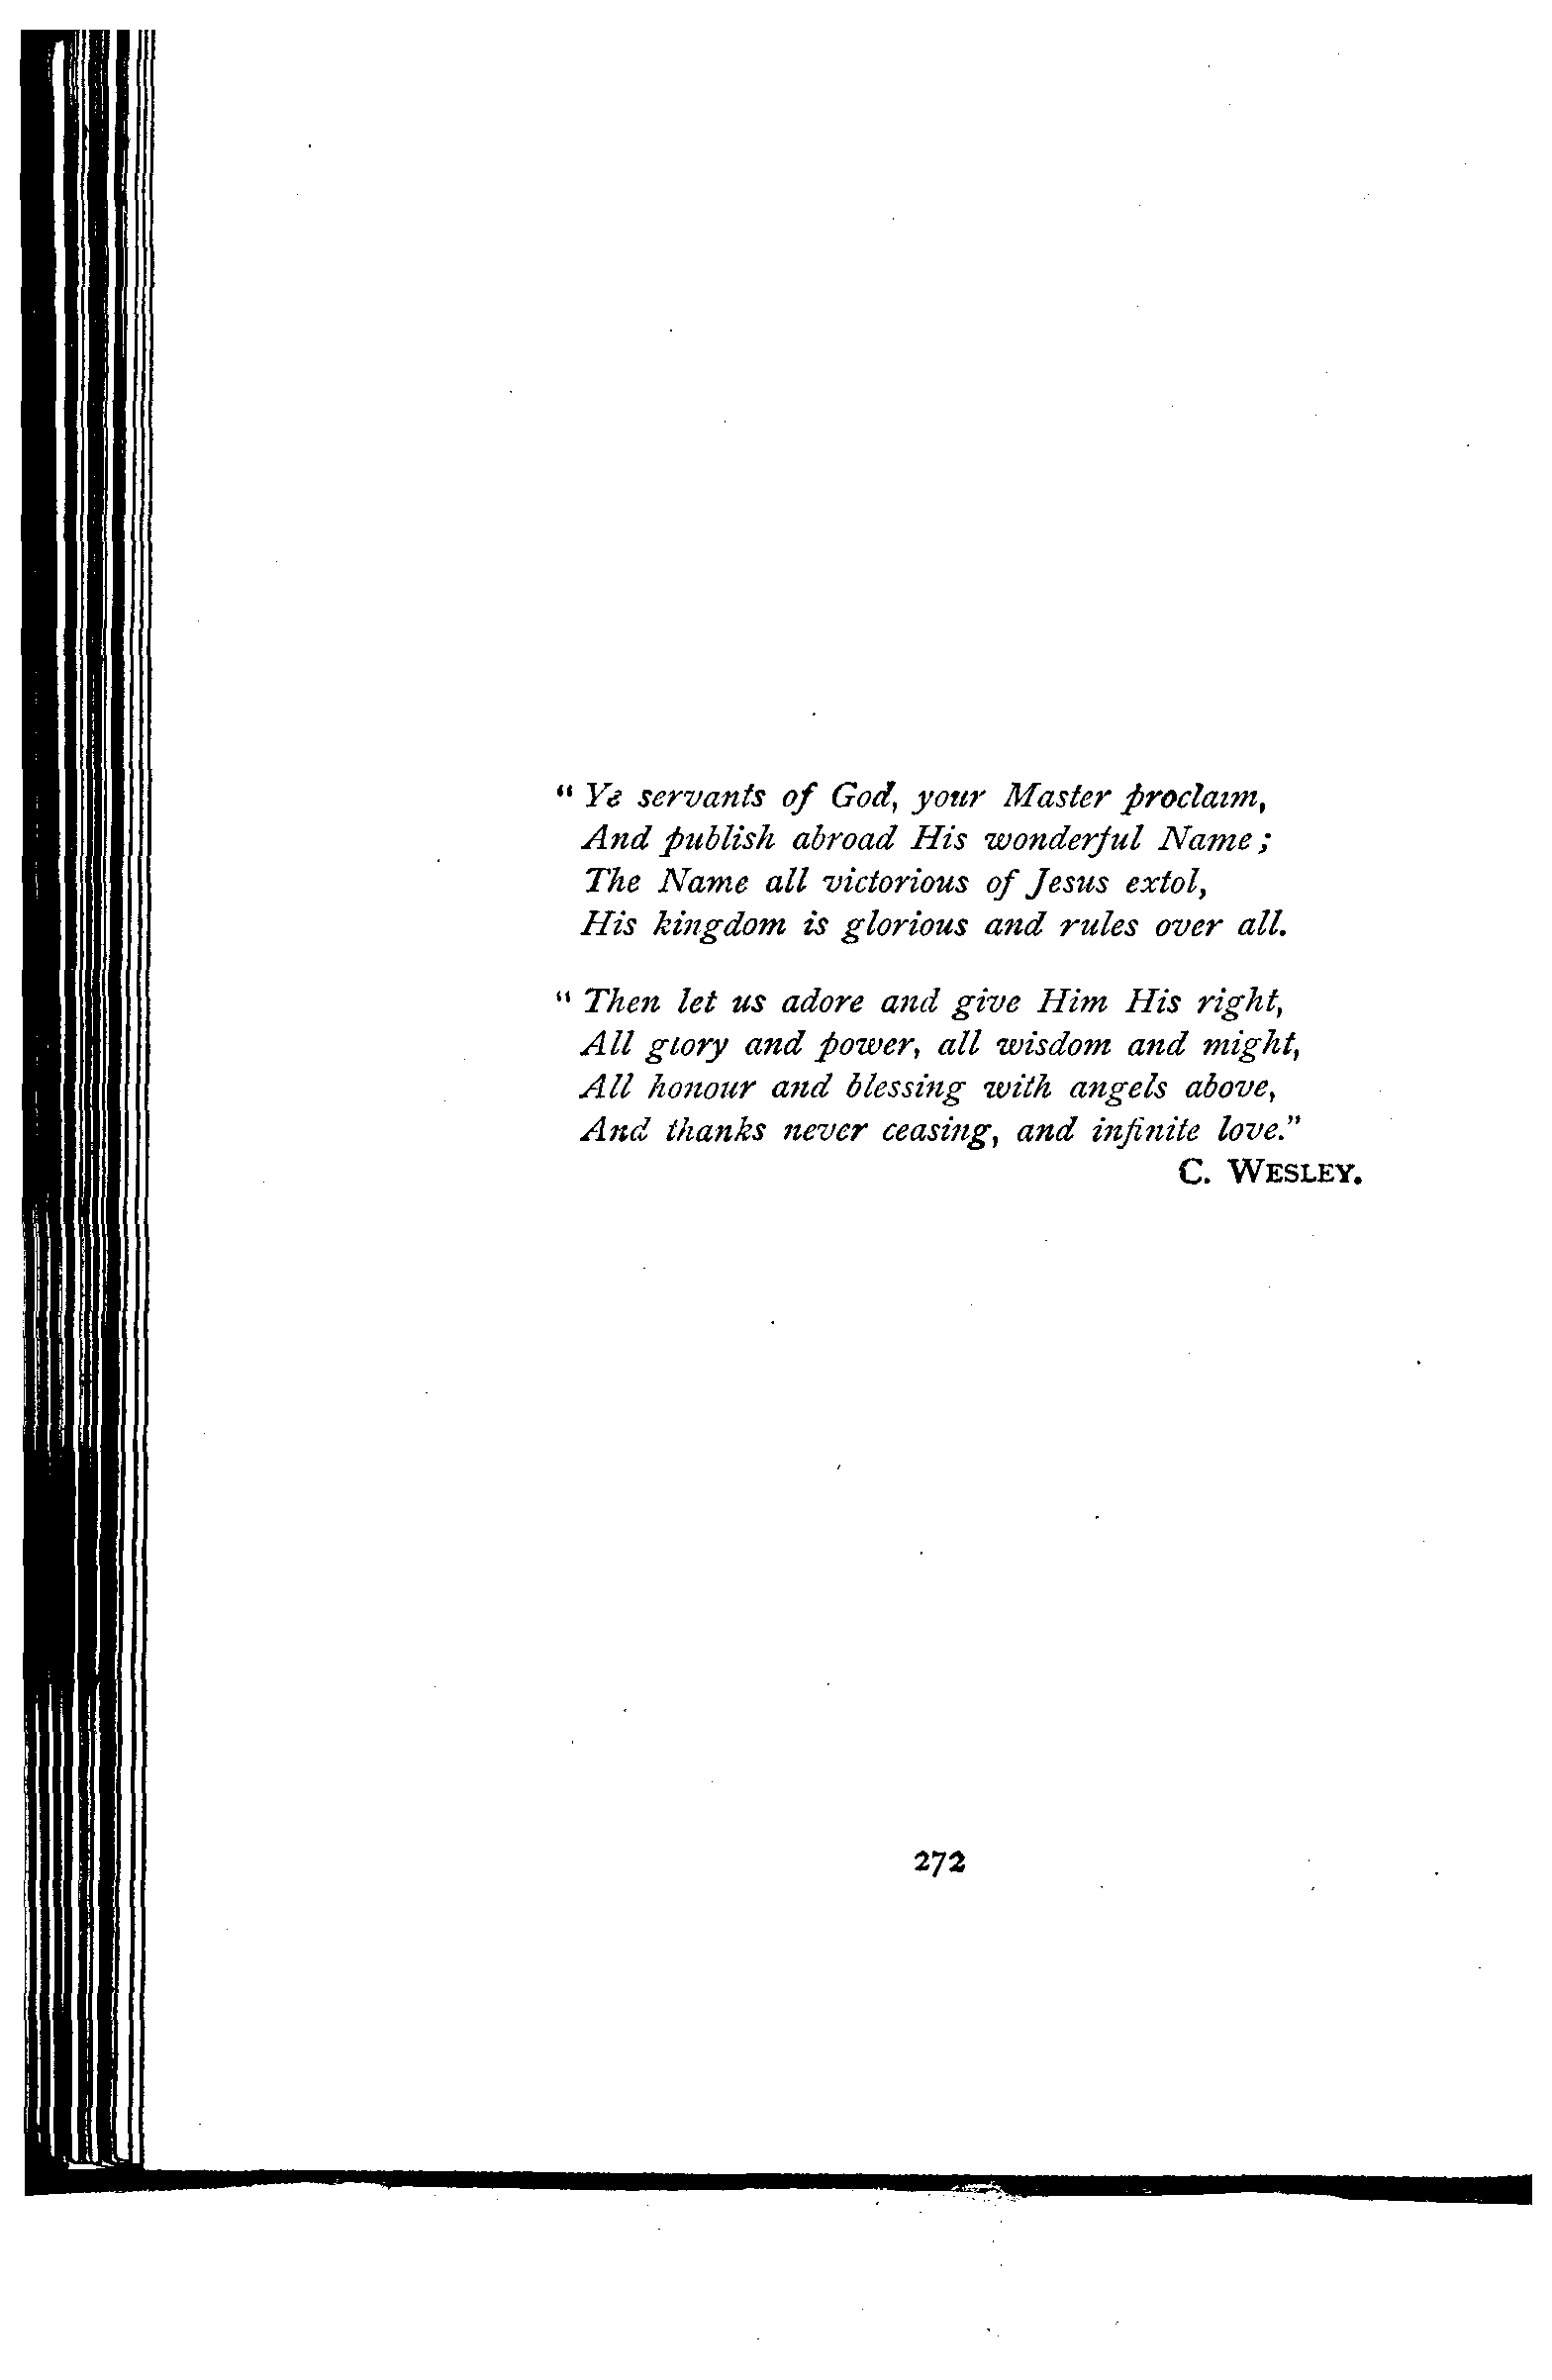 “ Ye servants of God, your Master proclaim,
And publish abroad His wonderful Name ;
The Name all victorious of Jesus extol,
His kingdom is glorious and rules over all.
“ Then let us adore and give Him His right,
All glory and power, all wisdom and might,
All honour and blessing with angels above,
And thanks never ceasing, and infinite love.”
C. WESLEY.
272